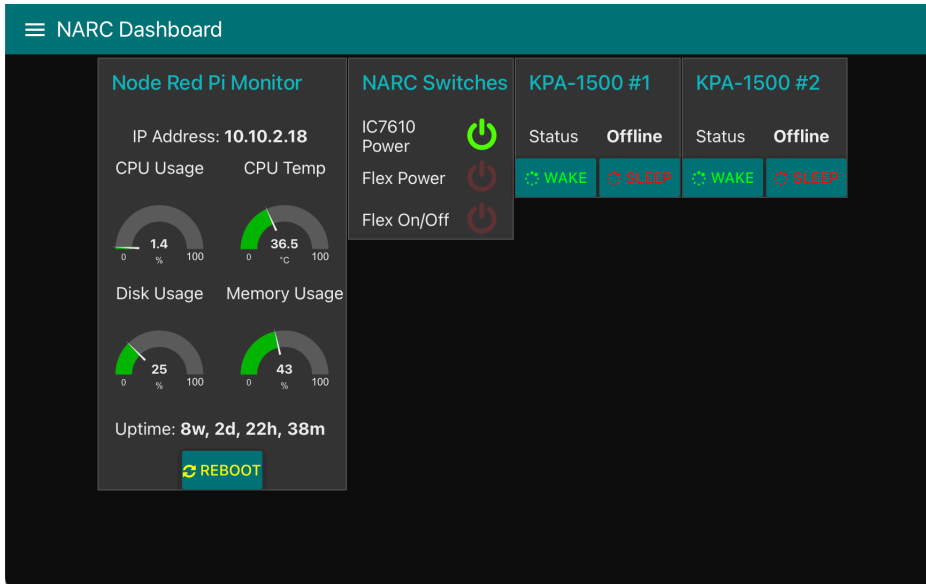 NARC Dashboard
Node Red Pi Monitor
IP Address: 10.10.2.18
CPU Usage CPU Temp
1.4
0 % 100
36.5
0 °C 100
Disk Usage Memory Usage
25
0 % 100
43
0 % 100
Uptime: 8w, 2d, 22h, 38m
REBOOT
NARC Switches
IC7610
Power
Flex Power
Flex On/Off
KPA-1500 #1
Status Offline
WAKE SLEEP
KPA-1500 #2
Status Offline
WAKE SLEEP